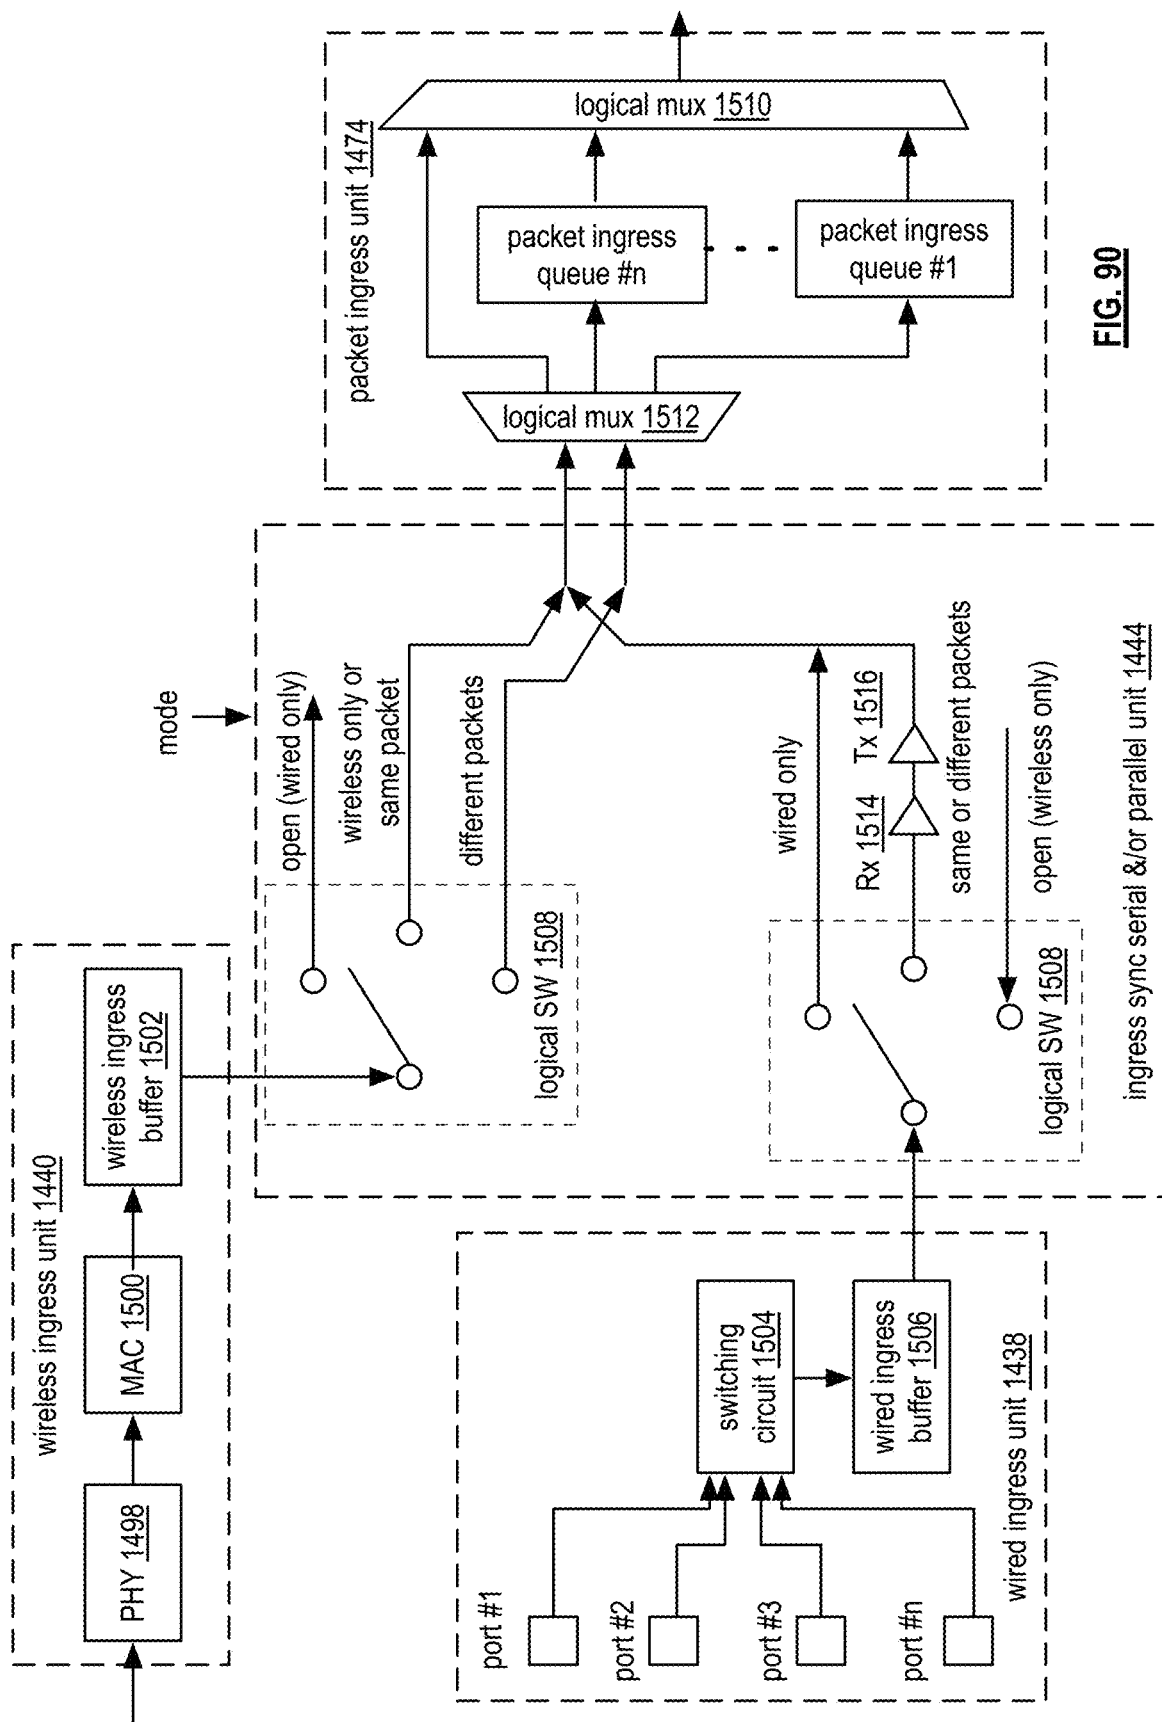 wireless ingress unit 1440
PHY 1498
MAC 1500
wireless ingress
buffer 1502
mode
open (wired only)
wireless only or
same packet
different packets
logical SW 1508
wired only
Rx 1514
Tx 1516
same or different packets
open (wireless only)
logical SW 1508
ingress sync serial &/or parallel unit 1444
port #1
port #2
port #3
port #n
switching
circuit 1504
wired ingress
buffer 1506
wired ingress unit 1438
packet ingress unit 1474
logical mux 1512
packet ingress
queue #n
packet ingress
queue #1
logical mux 1510
FIG. 90